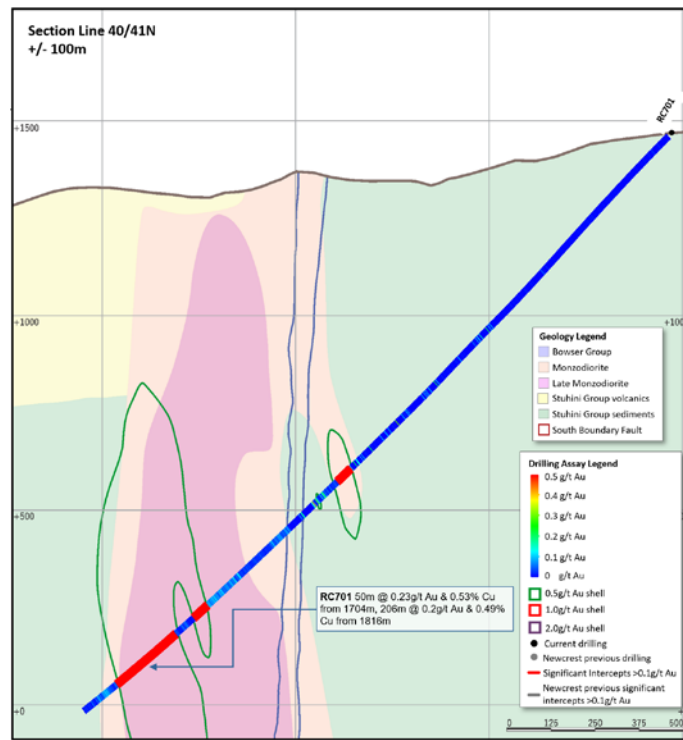 Section Line 40/41N
+/- 100m
RC701
+1500
+1000
+100
Geology Legend
Bowser Group
Monzodiorite
Late Monzodiorite
Stuhini Group volcanics
Stuhini Group sediments
South Boundary Fault
Drilling Assay Legend
0.5 g/t Au
0.4 g/t Au
0.3 g/t Au
0.2 g/t Au
0.1 g/t Au
0 g/t Au
0.5g/t Au shell
1.0g/t Au shell
2.0g/t Au shell
Current drilling
Newcrest previous drilling
Significant Intercepts >0.1g/t Au
Newcrest previous significant
intercepts >0.1g/t Au
+500
RC701 50m @ 0.23g/t Au & 0.53% Cu
from 1704m, 206m @ 0.2g/t Au & 0.49%
Cu from 1816m
+0
0 125 250 375 500